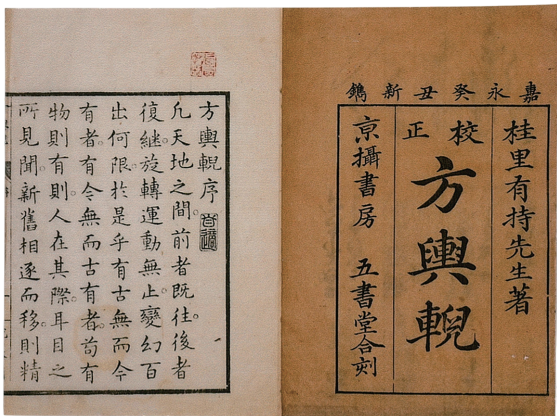 嘉永癸丑新鐫
桂里有持先生著
校正
方輿輗
京攝書房　五書堂合刻
方輿輗序
凢天地之間。前者既往。後者
復継。旋轉運動無止。變幻百
出何限。於是乎有古無而今
有者。有今無而古有者。苟有
物則有則。人在其際。耳目之
所見聞。新舊相逐而移。則精